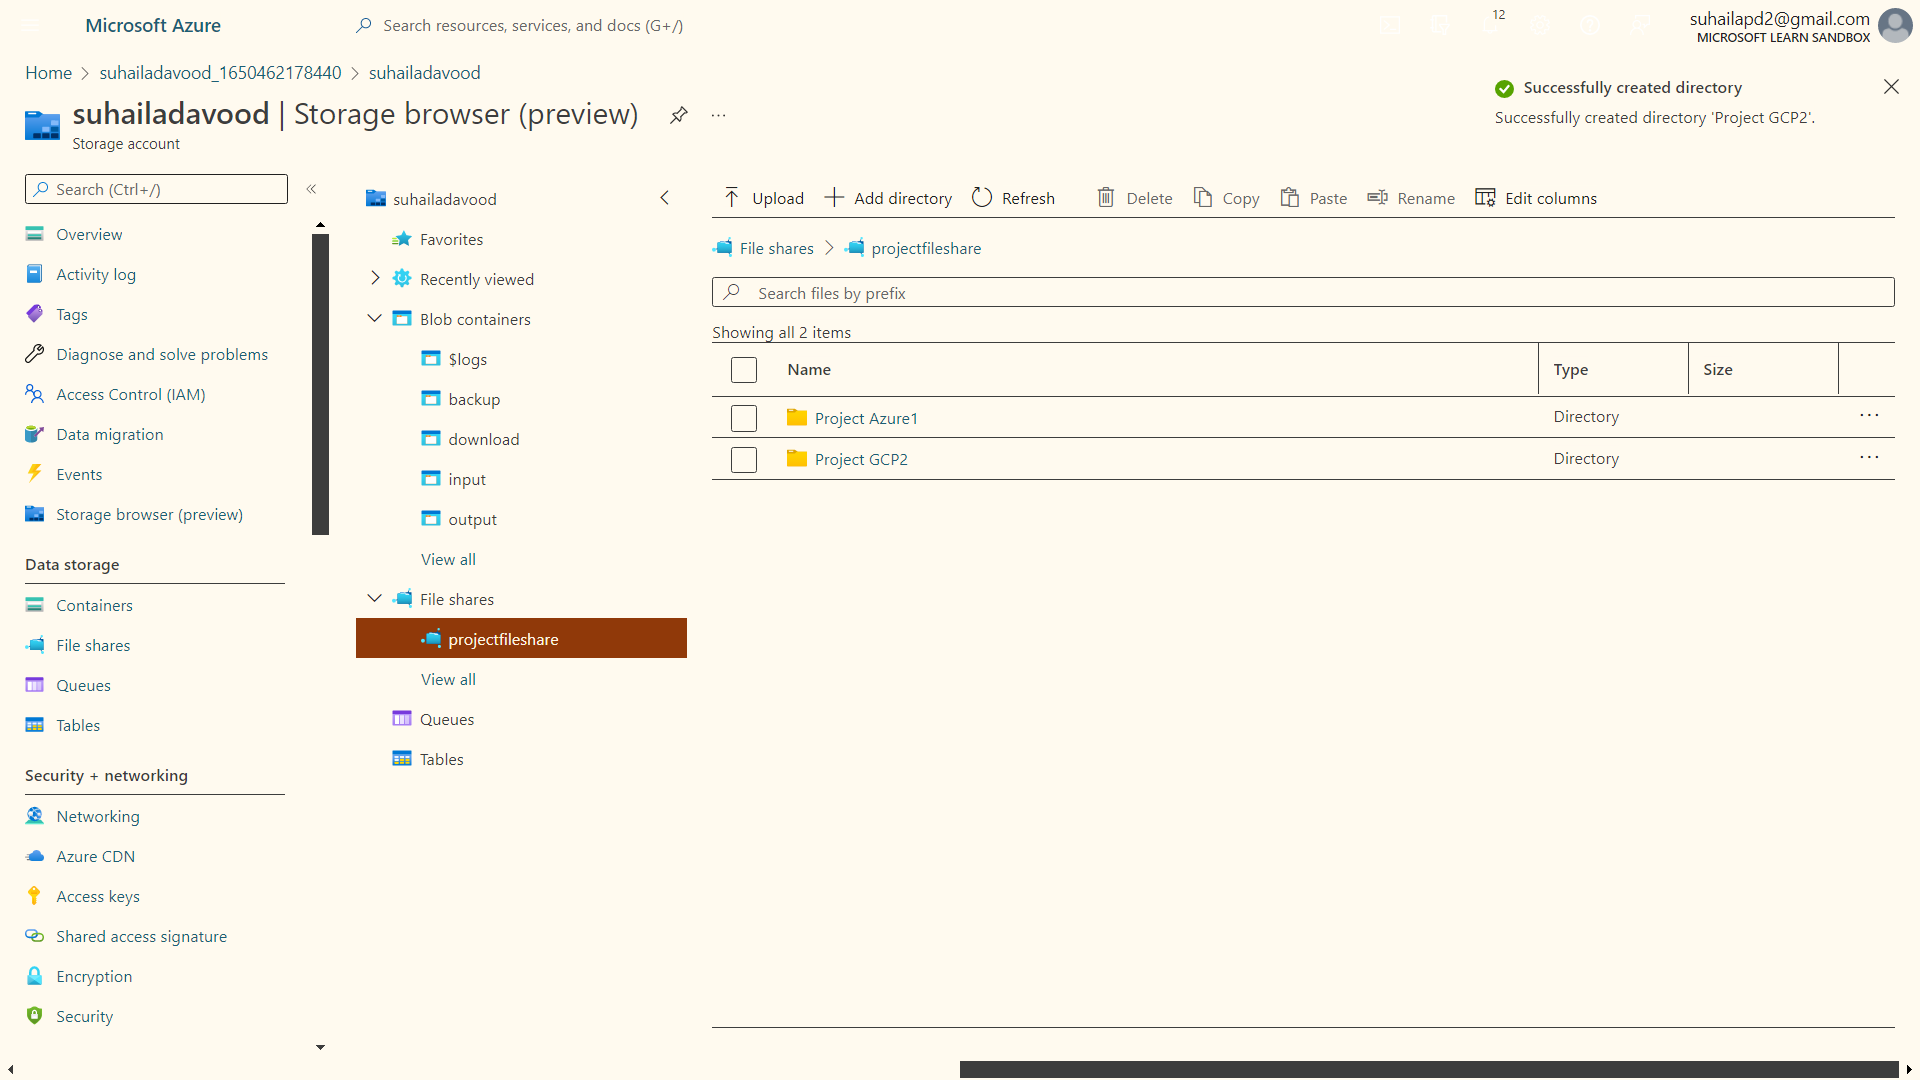 Microsoft Azure
Search resources, services, and docs (G+/)
12
suhailapd2@gmail.com
MICROSOFT LEARN SANDBOX
Home > suhailadavood_1650462178440 > suhailadavood
Successfully created directory
Successfully created directory 'Project GCP2'.
suhailadavood | Storage browser (preview)
Storage account
Search (Ctrl+/)
Overview
Activity log
Tags
Diagnose and solve problems
Access Control (IAM)
Data migration
Events
Storage browser (preview)
Data storage
Containers
File shares
Queues
Tables
Security + networking
Networking
Azure CDN
Access keys
Shared access signature
Encryption
Security
suhailadavood
Favorites
Recently viewed
Blob containers
$logs
backup
download
input
output
View all
File shares
projectfileshare
View all
Queues
Tables
Upload Add directory Refresh Delete Copy Paste Rename Edit columns
File shares > projectfileshare
Search files by prefix
Showing all 2 items
Name Type Size
Project Azure1 Directory
Project GCP2 Directory